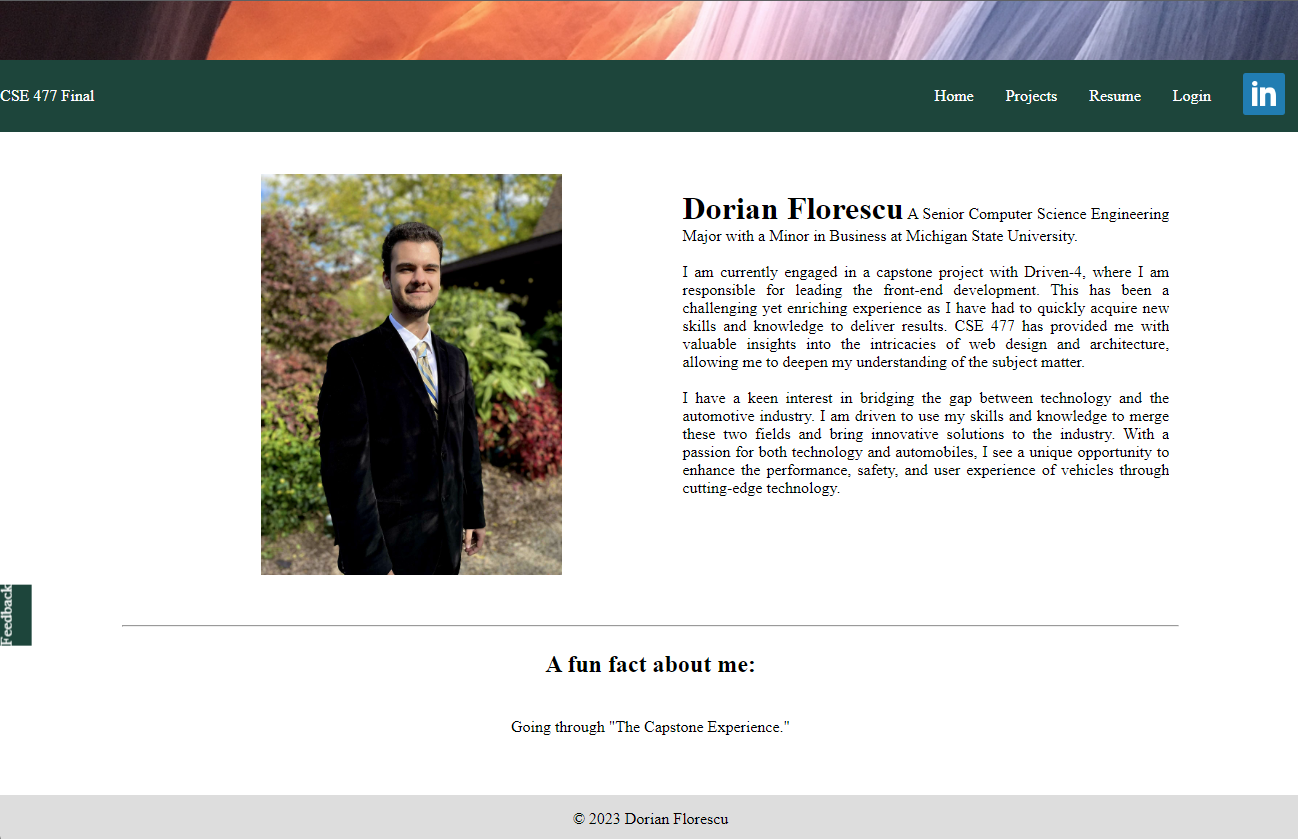 CSE 477 Final
Home Projects Resume Login in
Dorian Florescu A Senior Computer Science Engineering
Major with a Minor in Business at Michigan State University.
I am currently engaged in a capstone project with Driven-4, where I am
responsible for leading the front-end development. This has been a
challenging yet enriching experience as I have had to quickly acquire new
skills and knowledge to deliver results. CSE 477 has provided me with
valuable insights into the intricacies of web design and architecture,
allowing me to deepen my understanding of the subject matter.
I have a keen interest in bridging the gap between technology and the
automotive industry. I am driven to use my skills and knowledge to merge
these two fields and bring innovative solutions to the industry. With a
passion for both technology and automobiles, I see a unique opportunity to
enhance the performance, safety, and user experience of vehicles through
cutting-edge technology.
Feedback
A fun fact about me:
Going through "The Capstone Experience."
© 2023 Dorian Florescu